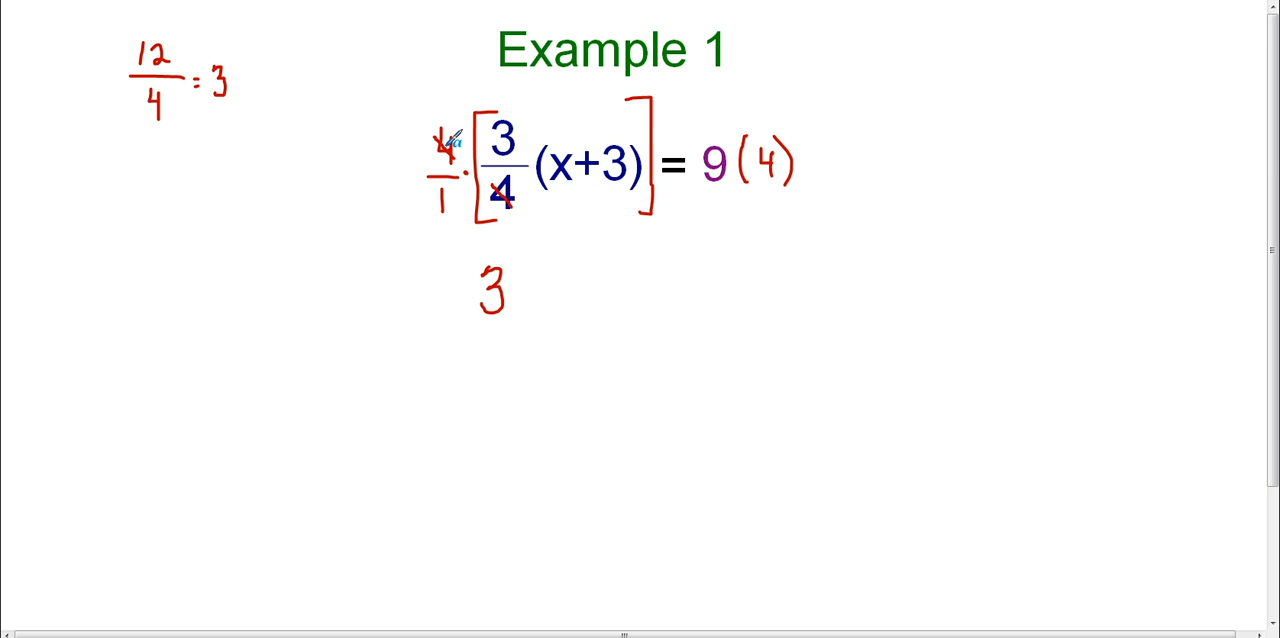 Example 1
12/4 = 3
4/1 · [3/4 (x+3)] = 9 (4)
3